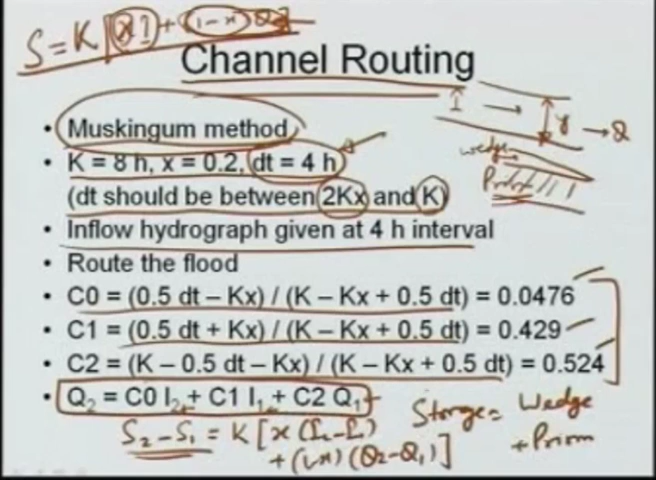 S = K [x I + (1-x) Q]
Channel Routing
I → y → Q
wedge
Prism
• Muskingum method
• K = 8 h, x = 0.2, dt = 4 h
(dt should be between 2Kx and K)
• Inflow hydrograph given at 4 h interval
• Route the flood
• C0 = (0.5 dt – Kx) / (K – Kx + 0.5 dt) = 0.0476
• C1 = (0.5 dt + Kx) / (K – Kx + 0.5 dt) = 0.429
• C2 = (K – 0.5 dt – Kx) / (K – Kx + 0.5 dt) = 0.524
• Q2 = C0 I2 + C1 I1 + C2 Q1
Storge = Wedge
+ Prism
S2 - S1 = K [x (I2 - I1)
+ (1-x) (Q2 - Q1)]